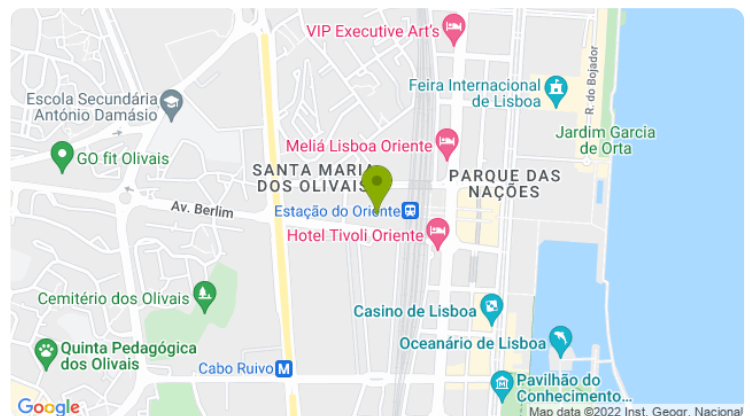 VIP Executive Art's
Feira Internacional
de Lisboa
R. do Bojador
Escola Secundária
António Damásio
Jardim Garcia
de Orta
Meliá Lisboa Oriente
GO fit Olivais
SANTA MARIA
DOS OLIVAIS
PARQUE DAS
NAÇÕES
Av. Berlim
Estação do Oriente
Hotel Tivoli Oriente
Cemitério dos Olivais
Casino de Lisboa
Oceanário de Lisboa
Quinta Pedagógica
dos Olivais
Cabo Ruivo M
Pavilhão do
Conhecimento...
Google
Map data ©2022 Inst. Geogr. Nacional